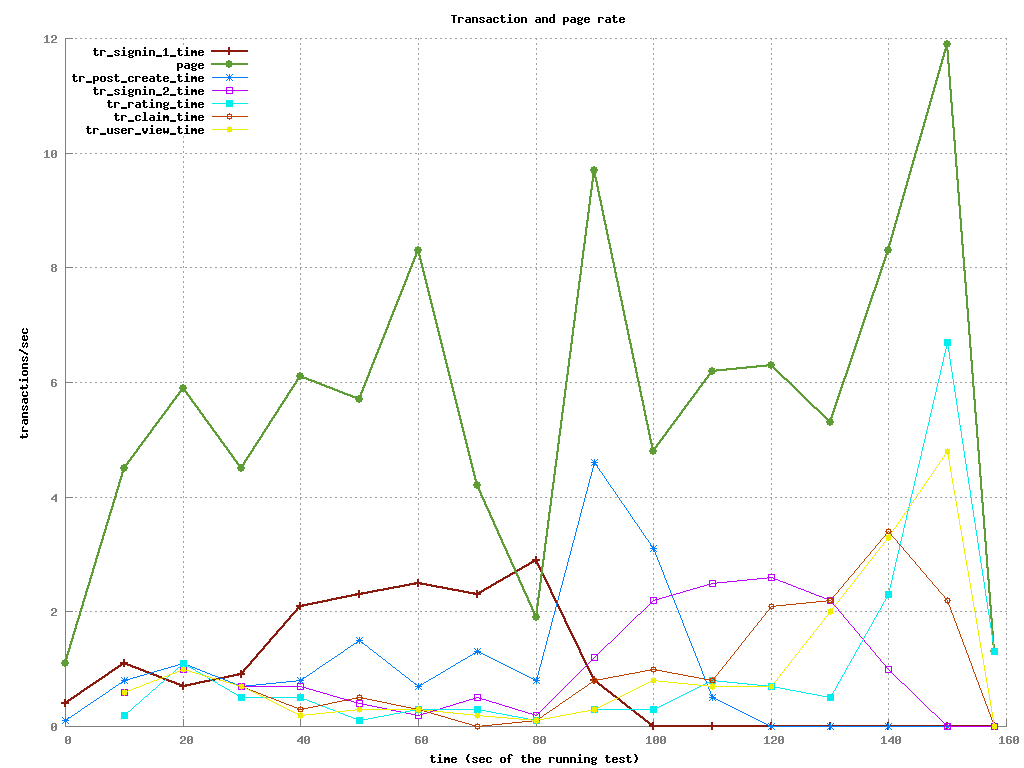 Transaction and page rate
tr_signin_1_time
page
tr_post_create_time
tr_signin_2_time
tr_rating_time
tr_claim_time
tr_user_view_time
12
10
8
6
4
2
0
transactions/sec
0 20 40 60 80 100 120 140 160
time (sec of the running test)